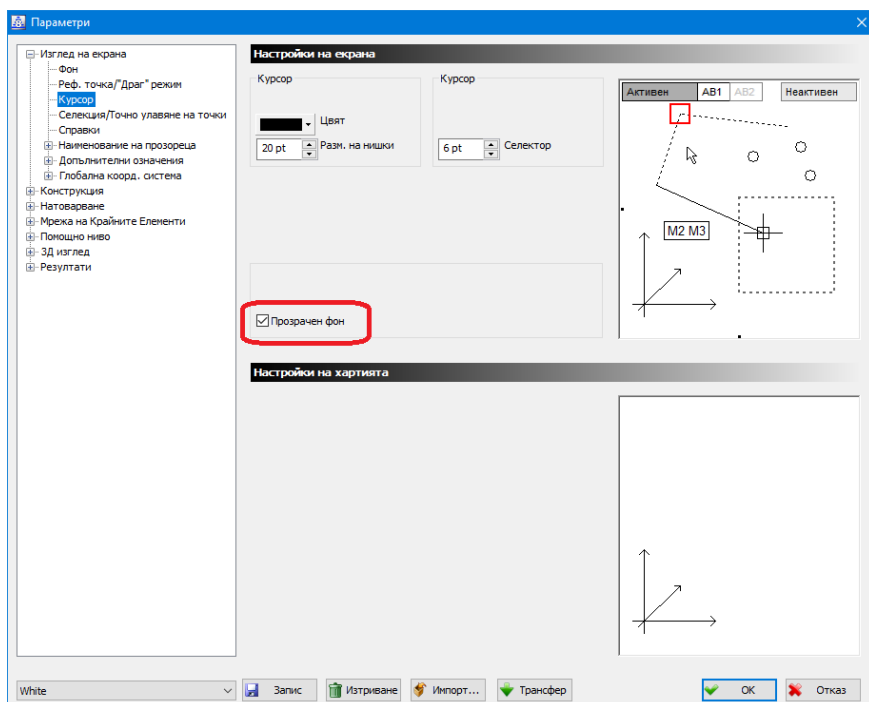 Параметри
Изглед на екрана
Фон
Реф. точка/"Драг" режим
Курсор
Селекция/Точно улавяне на точки
Справки
Наименование на прозореца
Допълнителни означения
Глобална коорд. система
Конструкция
Натоварване
Мрежа на Крайните Елементи
Помощно ниво
3Д изглед
Резултати
Настройки на екрана
Курсор
Цвят
20 pt Разм. на нишки
Курсор
6 pt Селектор
Прозрачен фон
Активен AB1 AB2 Неактивен
M2 M3
Настройки на хартията
White Запис Изтриване Импорт... Трансфер OK Отказ